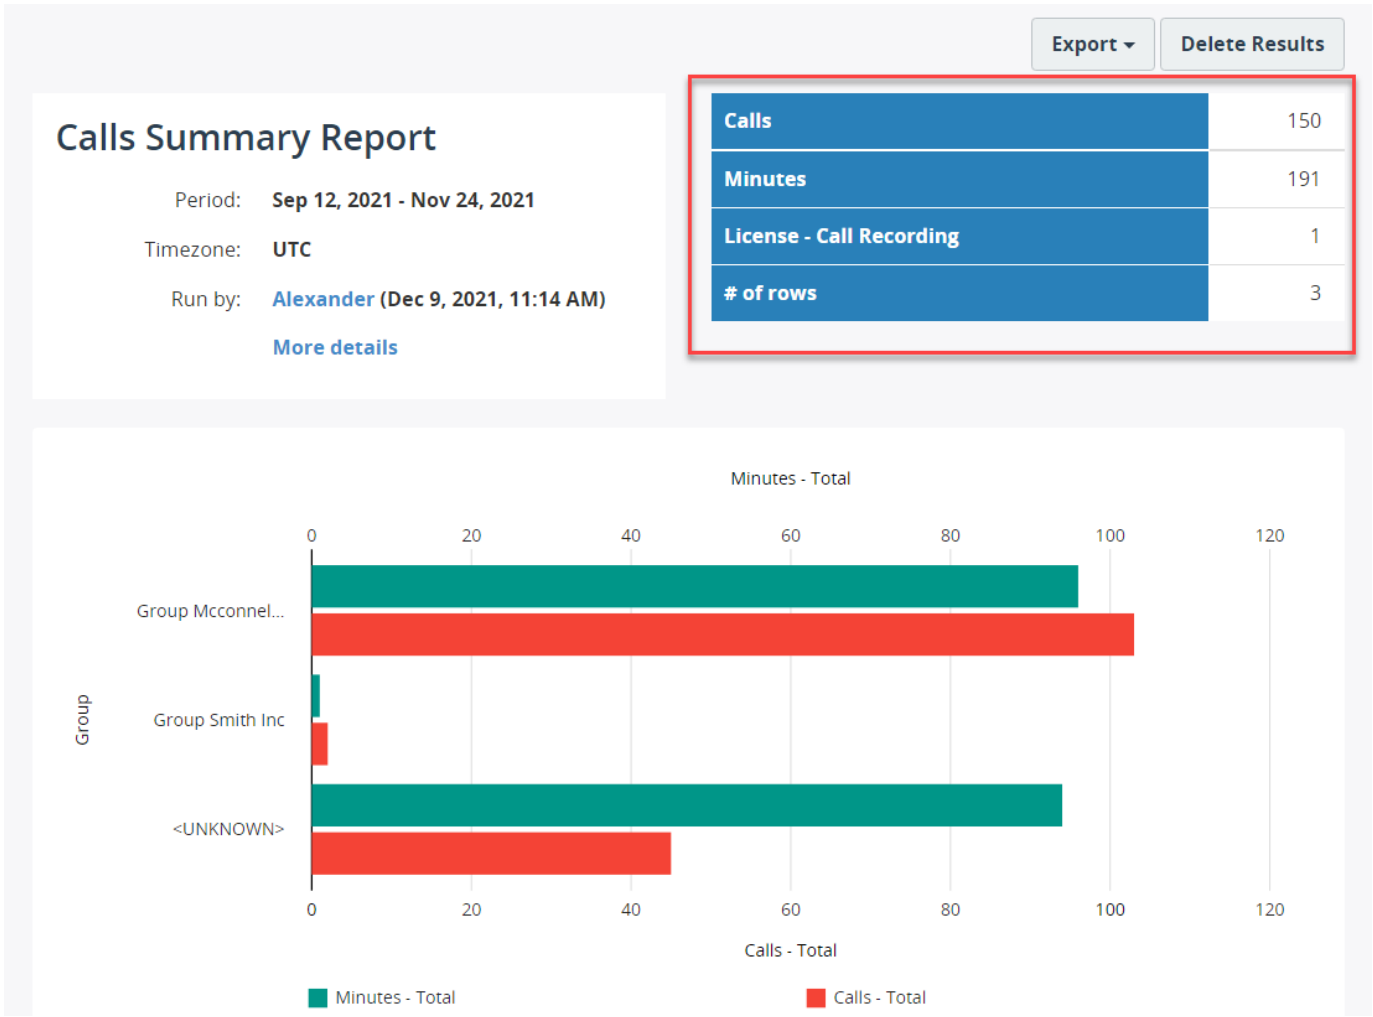 Export
Delete Results
Calls Summary Report
Period: Sep 12, 2021 - Nov 24, 2021
Timezone: UTC
Run by: Alexander (Dec 9, 2021, 11:14 AM)
More details
Calls 150
Minutes 191
License - Call Recording 1
# of rows 3
Minutes - Total
0 20 40 60 80 100 120
Group Mcconnel...
Group Smith Inc
<UNKNOWN>
Group
0 20 40 60 80 100 120
Calls - Total
Minutes - Total
Calls - Total